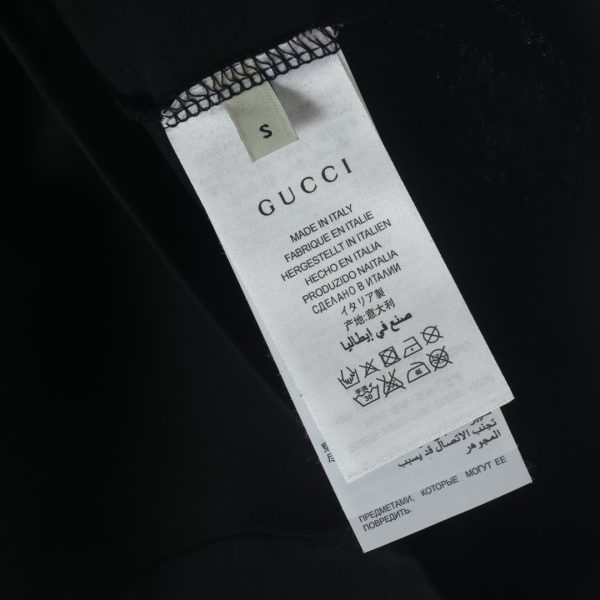 S
GUCCI
MADE IN ITALY
FABRIQUE EN ITALIE
HERGESTELLT IN ITALIEN
HECHO EN ITALIA
PRODUZIDO NAITALIA
СДЕЛАНО В ИТАЛИИ
イタリア製
产地:意大利
صنع في إيطاليا
30
تجنب الاتصال قد يسبب
المجوهر
ПРЕДМЕТАМИ, КОТОРЫЕ МОГУТ ЕЕ
ПОВРЕДИТЬ.